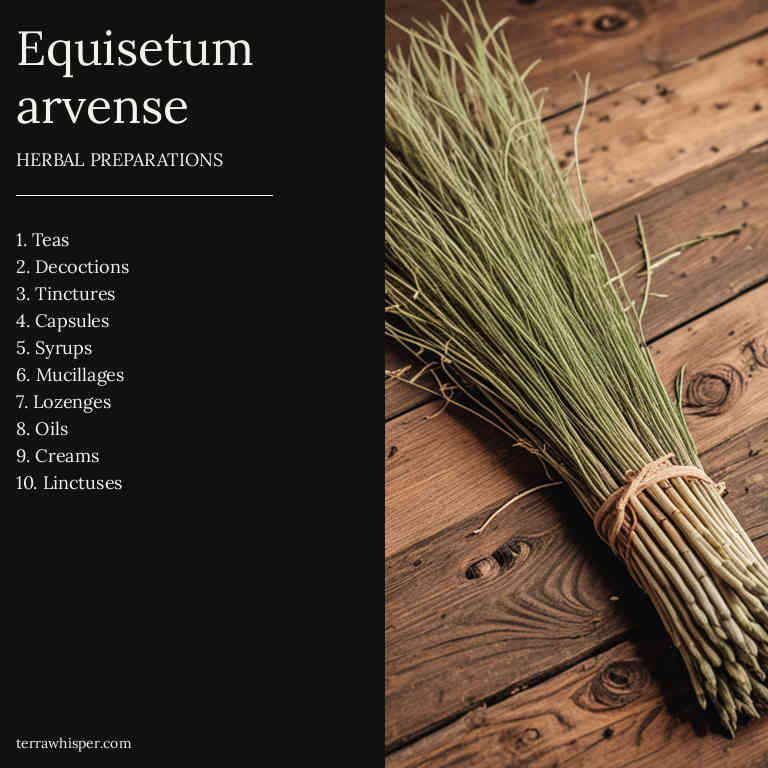 Equisetum
arvense
HERBAL PREPARATIONS
1. Teas
2. Decoctions
3. Tinctures
4. Capsules
5. Syrups
6. Mucillages
7. Lozenges
8. Oils
9. Creams
10. Linctuses
terrawhisper.com